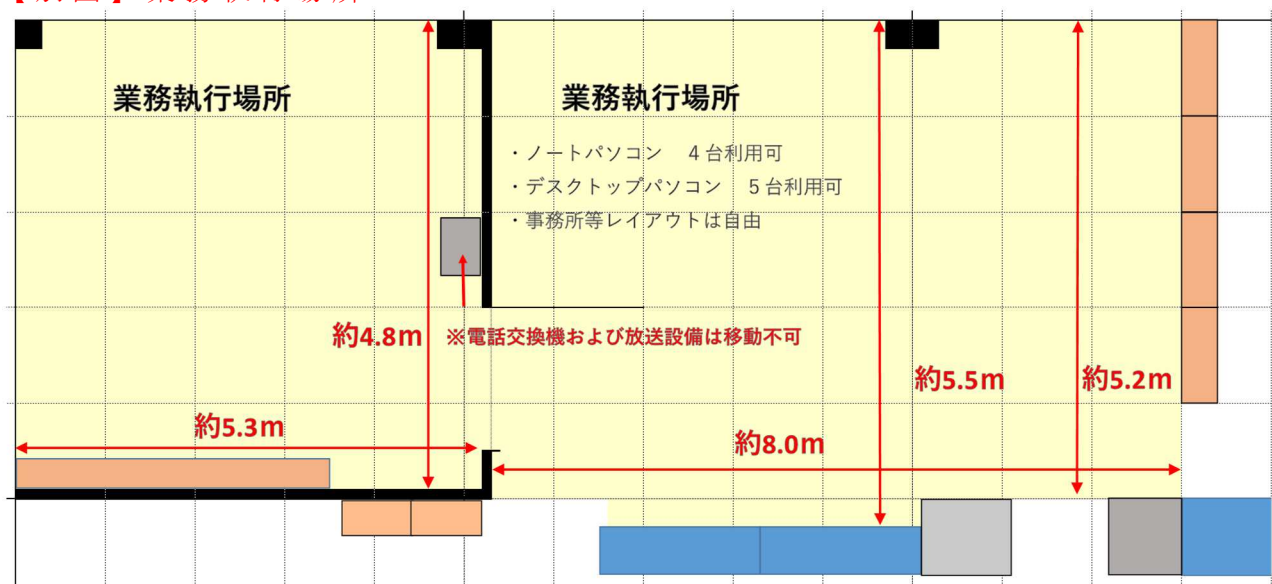 業務執行場所
業務執行場所
・ノートパソコン　４台利用可
・デスクトップパソコン　５台利用可
・事務所等レイアウトは自由
約4.8m
※電話交換機および放送設備は移動不可
約5.5m
約5.2m
約5.3m
約8.0m